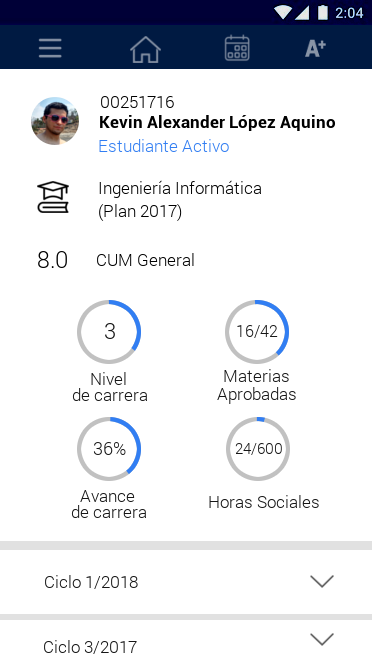 2:04
A+
00251716
Kevin Alexander López Aquino
Estudiante Activo
Ingeniería Informática
(Plan 2017)
8.0 CUM General
3
16/42
Nivel
de carrera
Materias
Aprobadas
36%
24/600
Avance
de carrera
Horas Sociales
Ciclo 1/2018
Ciclo 3/2017